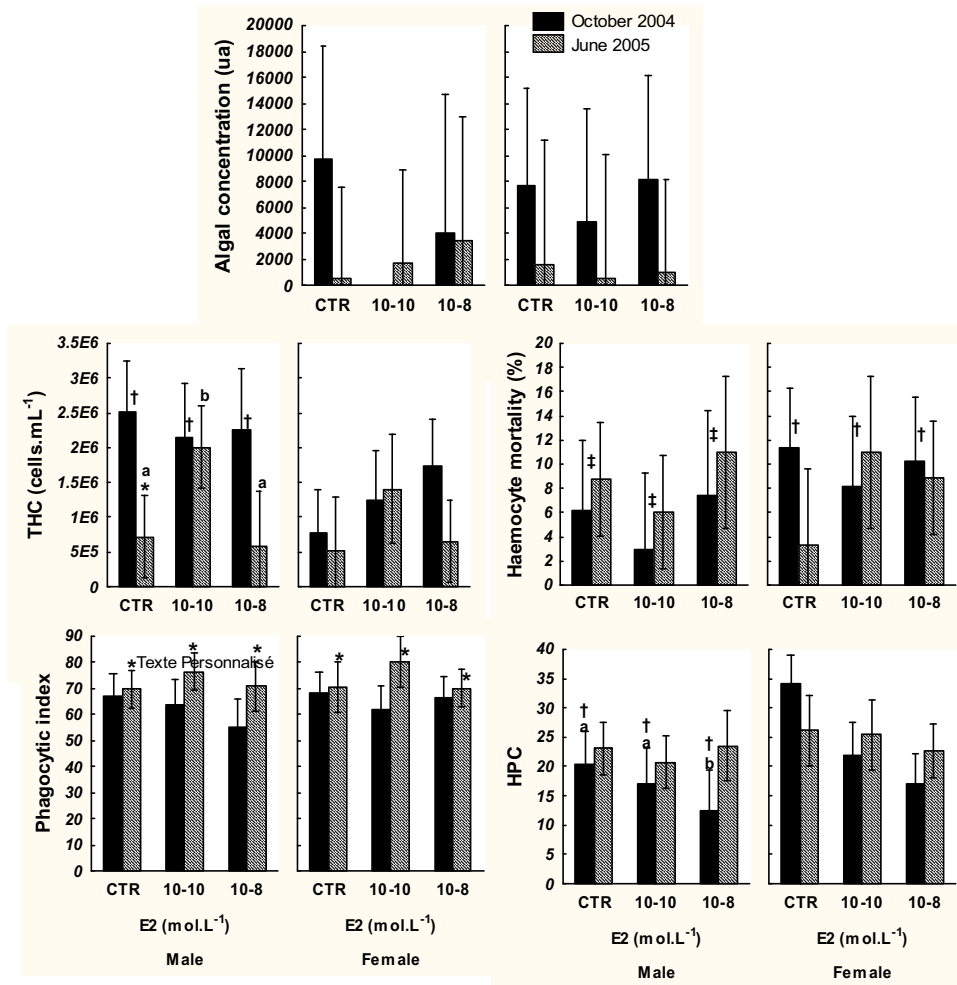 October 2004
June 2005
Algal concentration (ua)
20000
18000
16000
14000
12000
10000
8000
6000
4000
2000
0
CTR 10-10 10-8
CTR 10-10 10-8
THC (cells.mL-1)
3.5E6
3E6
2.5E6
2E6
1.5E6
1E6
5E5
0
† † b †
a
* a
CTR 10-10 10-8
CTR 10-10 10-8
Haemocyte mortality (%)
20
18
16
14
12
10
8
6
4
2
0
‡ ‡ ‡
† † †
CTR 10-10 10-8
CTR 10-10 10-8
Phagocytic index
90
80
70
60
50
40
30
20
10
0
* * *
Texte Personnalisé
* * *
CTR 10-10 10-8
CTR 10-10 10-8
E2 (mol.L-1)
E2 (mol.L-1)
Male
Female
HPC
40
35
30
25
20
15
10
5
0
† † †
a a b
CTR 10-10 10-8
CTR 10-10 10-8
E2 (mol.L-1)
E2 (mol.L-1)
Male
Female